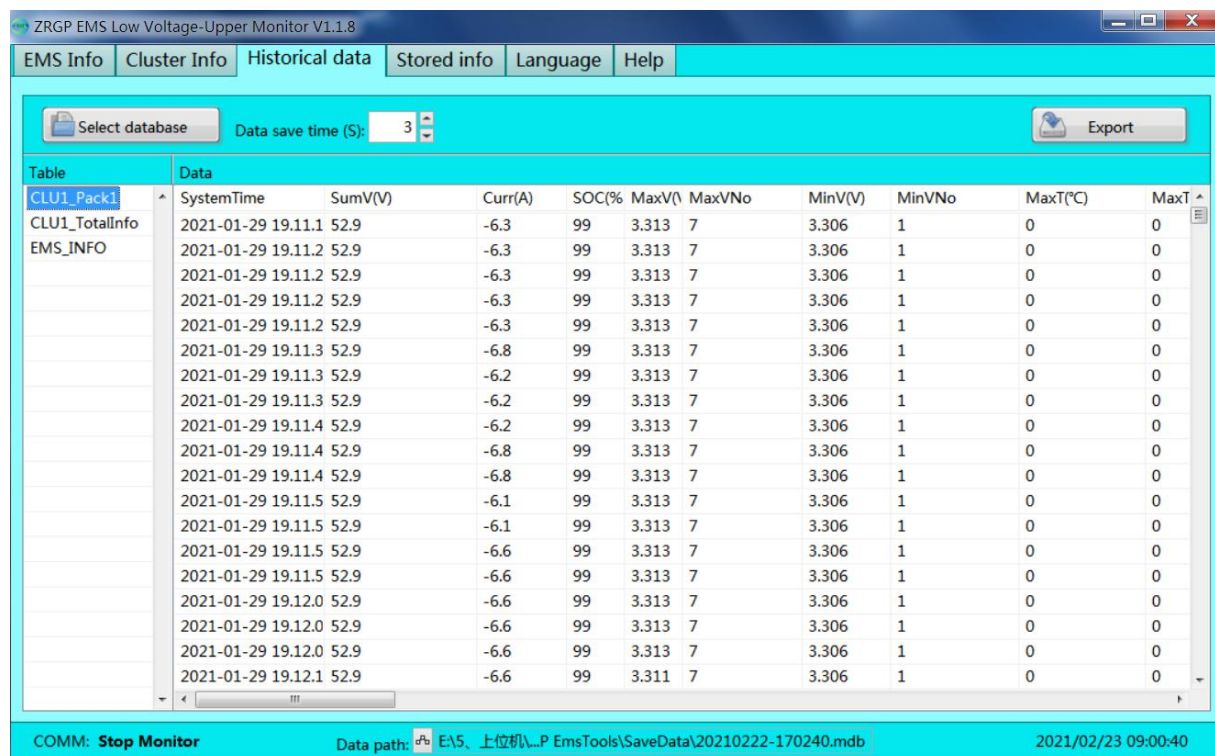 ZRGP EMS Low Voltage-Upper Monitor V1.1.8
EMS Info Cluster Info Historical data Stored info Language Help
Select database Data save time (S): 3 Export
Table Data
CLU1_Pack1 SystemTime SumV(V) Curr(A) SOC(% MaxV(\ MaxVNo MinV(V) MinVNo MaxT(℃) MaxT
CLU1_TotalInfo 2021-01-29 19.11.1 52.9 -6.3 99 3.313 7 3.306 1 0 0
EMS_INFO 2021-01-29 19.11.2 52.9 -6.3 99 3.313 7 3.306 1 0 0
2021-01-29 19.11.2 52.9 -6.3 99 3.313 7 3.306 1 0 0
2021-01-29 19.11.2 52.9 -6.3 99 3.313 7 3.306 1 0 0
2021-01-29 19.11.2 52.9 -6.3 99 3.313 7 3.306 1 0 0
2021-01-29 19.11.3 52.9 -6.8 99 3.313 7 3.306 1 0 0
2021-01-29 19.11.3 52.9 -6.2 99 3.313 7 3.306 1 0 0
2021-01-29 19.11.3 52.9 -6.2 99 3.313 7 3.306 1 0 0
2021-01-29 19.11.4 52.9 -6.2 99 3.313 7 3.306 1 0 0
2021-01-29 19.11.4 52.9 -6.8 99 3.313 7 3.306 1 0 0
2021-01-29 19.11.4 52.9 -6.8 99 3.313 7 3.306 1 0 0
2021-01-29 19.11.5 52.9 -6.1 99 3.313 7 3.306 1 0 0
2021-01-29 19.11.5 52.9 -6.1 99 3.313 7 3.306 1 0 0
2021-01-29 19.11.5 52.9 -6.6 99 3.313 7 3.306 1 0 0
2021-01-29 19.11.5 52.9 -6.6 99 3.313 7 3.306 1 0 0
2021-01-29 19.12.0 52.9 -6.6 99 3.313 7 3.306 1 0 0
2021-01-29 19.12.0 52.9 -6.6 99 3.313 7 3.306 1 0 0
2021-01-29 19.12.0 52.9 -6.6 99 3.313 7 3.306 1 0 0
2021-01-29 19.12.1 52.9 -6.6 99 3.311 7 3.306 1 0 0
COMM: Stop Monitor Data path: E:\5、上位机\...P EmsTools\SaveData\20210222-170240.mdb 2021/02/23 09:00:40